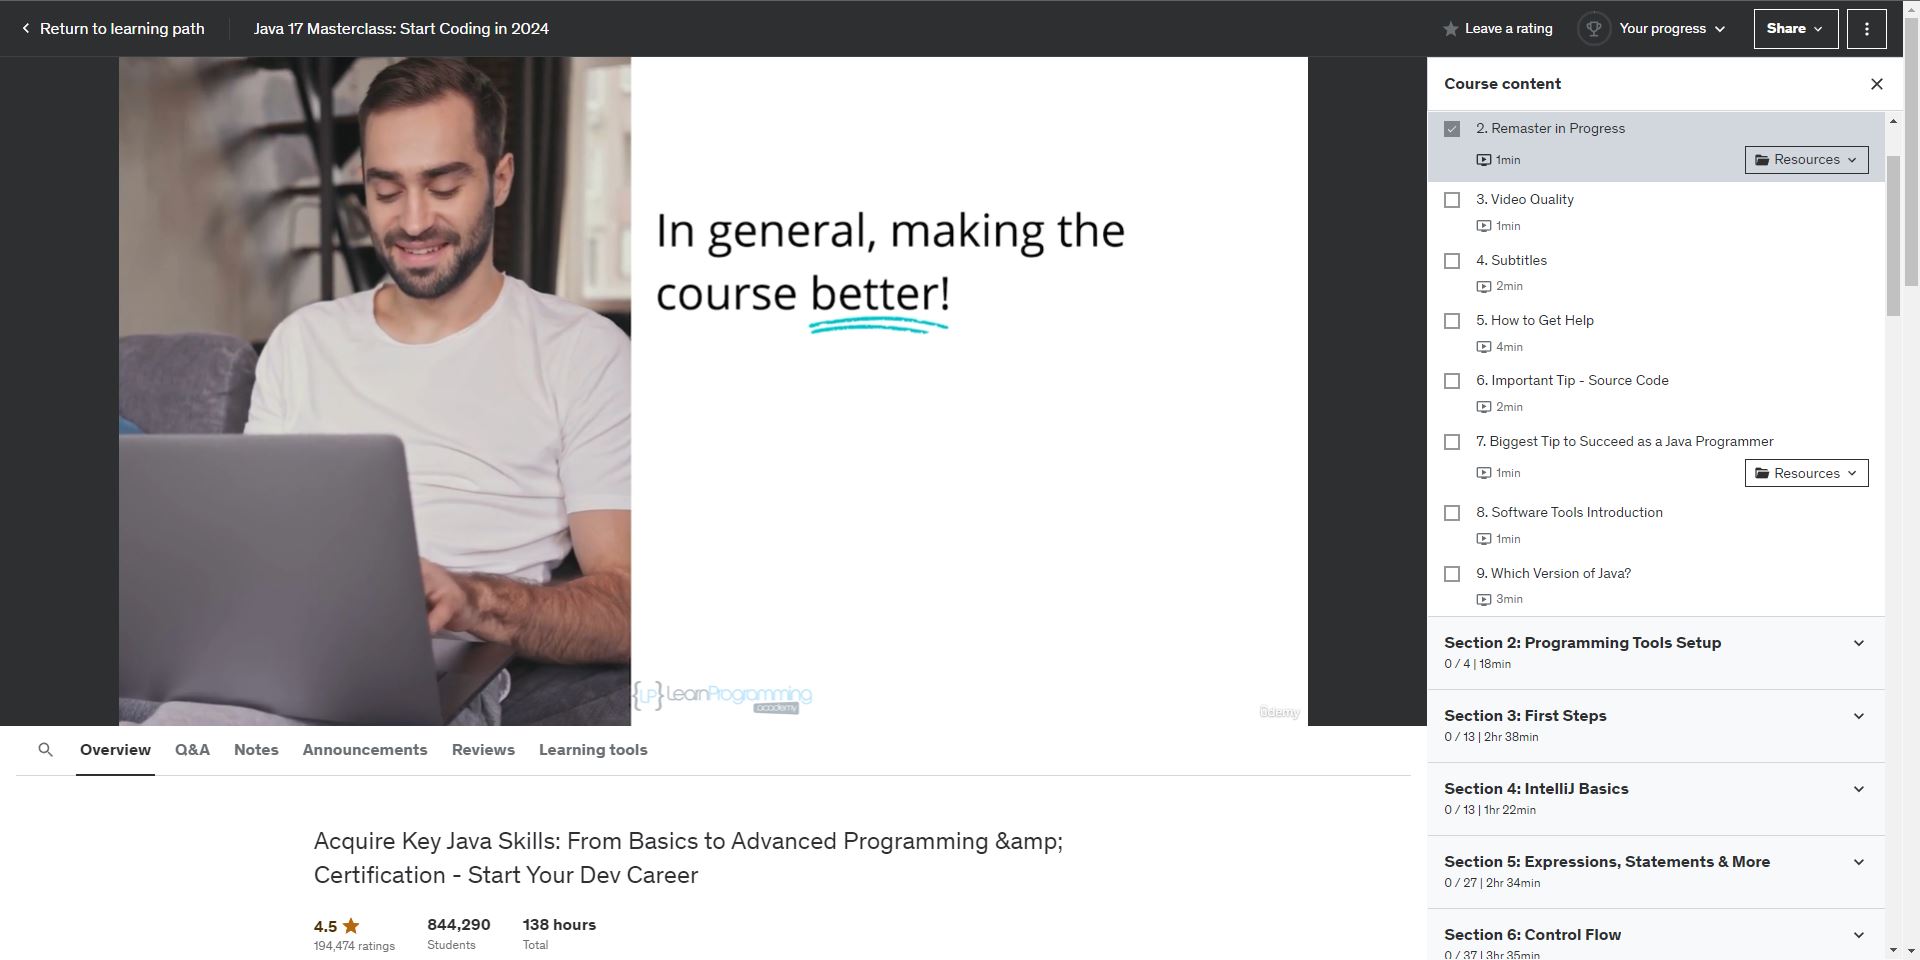 Return to learning path
Java 17 Masterclass: Start Coding in 2024
Leave a rating
Your progress
Share
In general, making the
course better!
{LP} LearnProgramming
academy
ûdemy
Course content
2. Remaster in Progress
1min
Resources
3. Video Quality
1min
4. Subtitles
2min
5. How to Get Help
4min
6. Important Tip - Source Code
2min
7. Biggest Tip to Succeed as a Java Programmer
1min
Resources
8. Software Tools Introduction
1min
9. Which Version of Java?
3min
Section 2: Programming Tools Setup
0 / 4 | 18min
Section 3: First Steps
0 / 13 | 2hr 38min
Section 4: IntelliJ Basics
0 / 13 | 1hr 22min
Section 5: Expressions, Statements & More
0 / 27 | 2hr 34min
Section 6: Control Flow
0 / 37 | 3hr 35min
Overview
Q&A
Notes
Announcements
Reviews
Learning tools
Acquire Key Java Skills: From Basics to Advanced Programming &amp;
Certification - Start Your Dev Career
4.5
194,474 ratings
844,290
Students
138 hours
Total